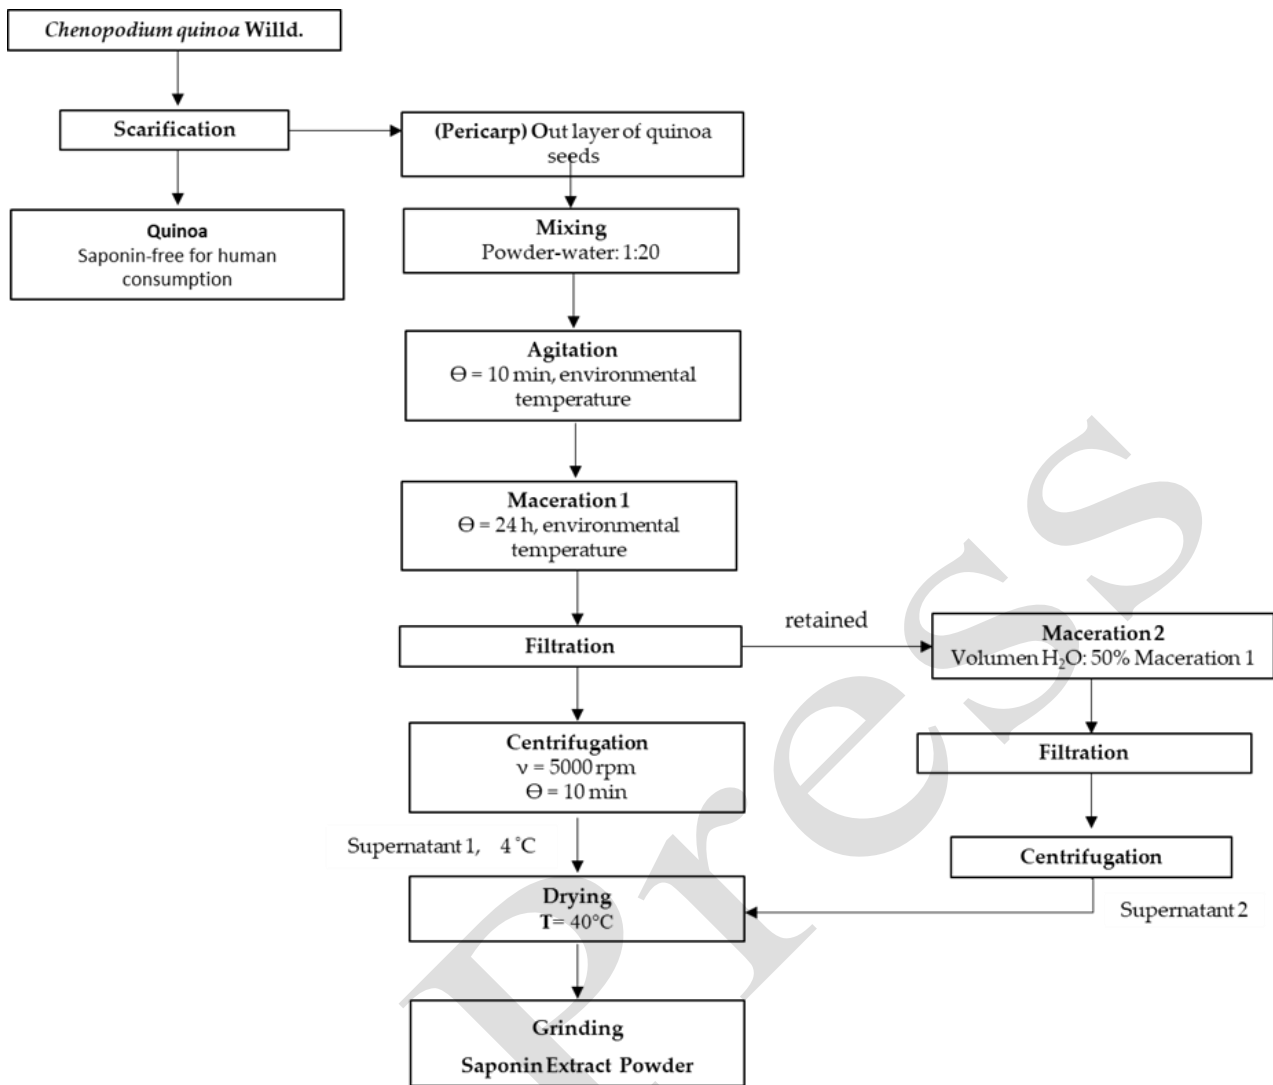 Chenopodium quinoa Willd.
Scarification
(Pericarp) Out layer of quinoa
seeds
Quinoa
Saponin-free for human
consumption
Mixing
Powder-water: 1:20
Agitation
Ө = 10 min, environmental
temperature
Maceration 1
Ө = 24 h, environmental
temperature
Filtration
retained
Maceration 2
Volumen H₂O: 50% Maceration 1
Filtration
Centrifugation
ν = 5000 rpm
Ө = 10 min
Centrifugation
Supernatant 1, 4 °C
Supernatant 2
Drying
T= 40°C
Grinding
Saponin Extract Powder
Press